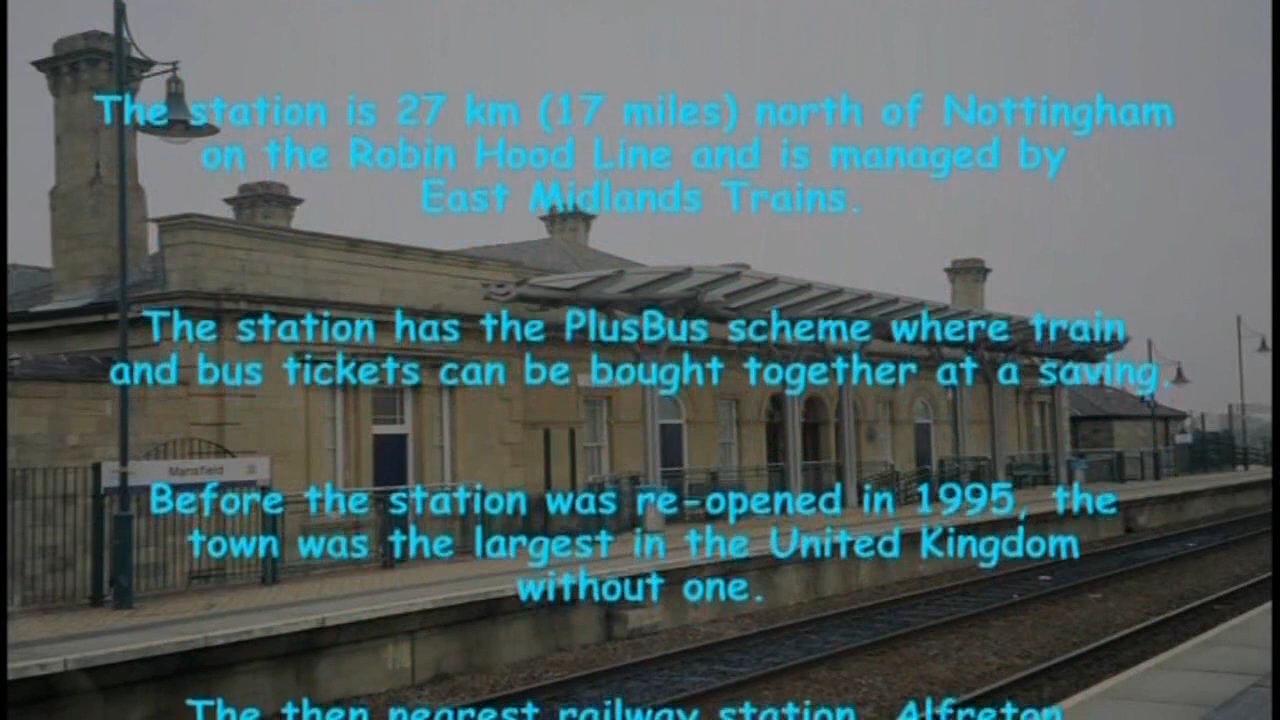 The station is 27 km (17 miles) north of Nottingham
on the Robin Hood Line and is managed by
East Midlands Trains.
The station has the PlusBus scheme where train
and bus tickets can be bought together at a saving.
Mansfield
Before the station was re-opened in 1995, the
town was the largest in the United Kingdom
without one.
The then nearest railway station, Alfreton